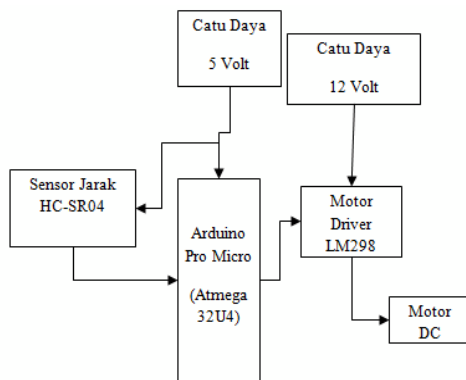 Catu Daya
5 Volt
Catu Daya
12 Volt
Sensor Jarak
HC-SR04
Arduino
Pro Micro
(Atmega
32U4)
Motor
Driver
LM298
Motor
DC